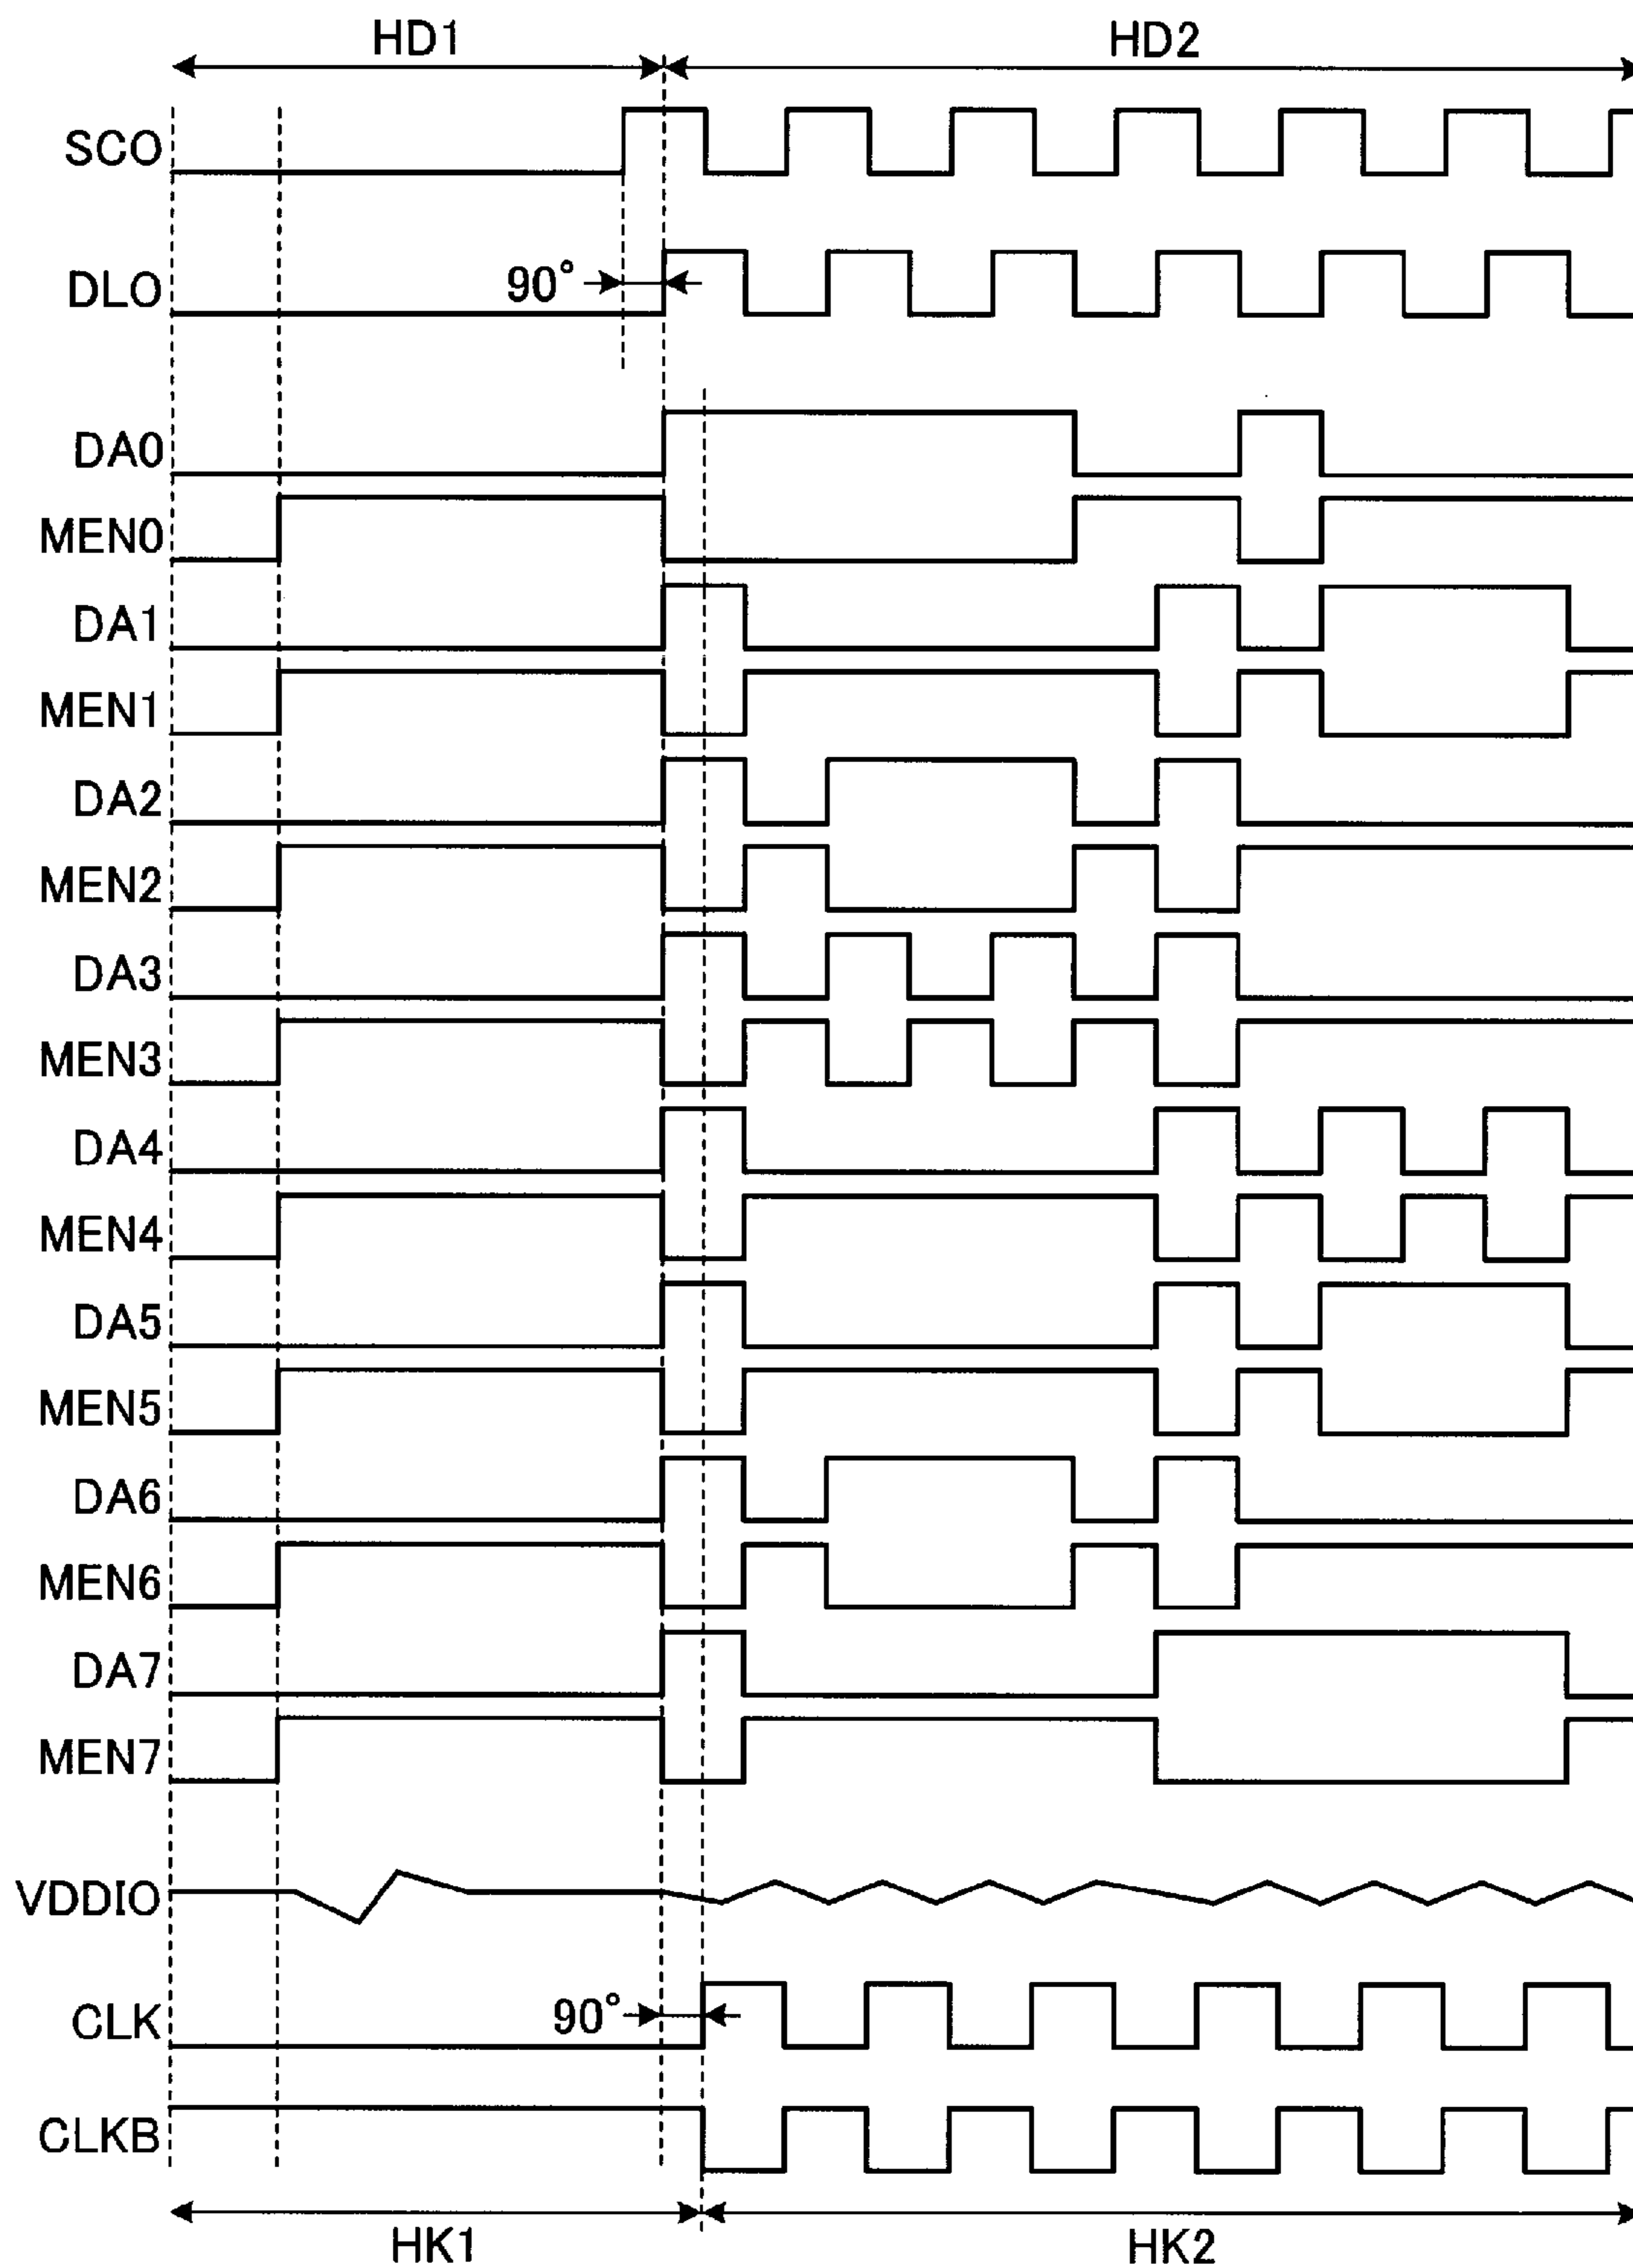 HD1 HD2
SCO
DLO 90°
DA0
MEN0
DA1
MEN1
DA2
MEN2
DA3
MEN3
DA4
MEN4
DA5
MEN5
DA6
MEN6
DA7
MEN7
VDDIO
CLK 90°
CLKB
HK1 HK2